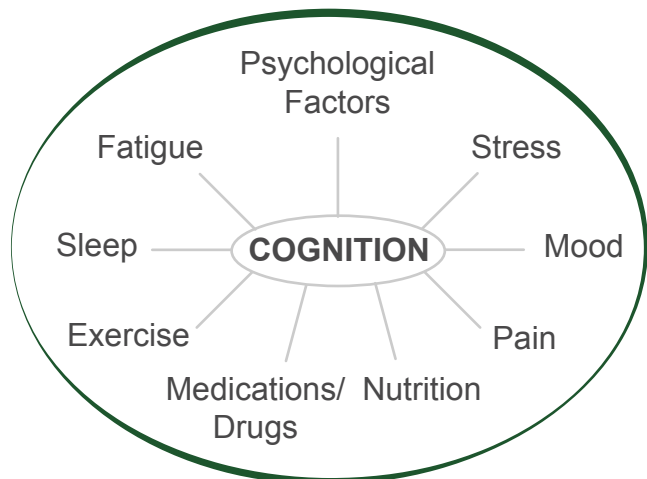 Psychological
Factors
Fatigue
Stress
Sleep
COGNITION
Mood
Exercise
Pain
Medications/
Drugs
Nutrition